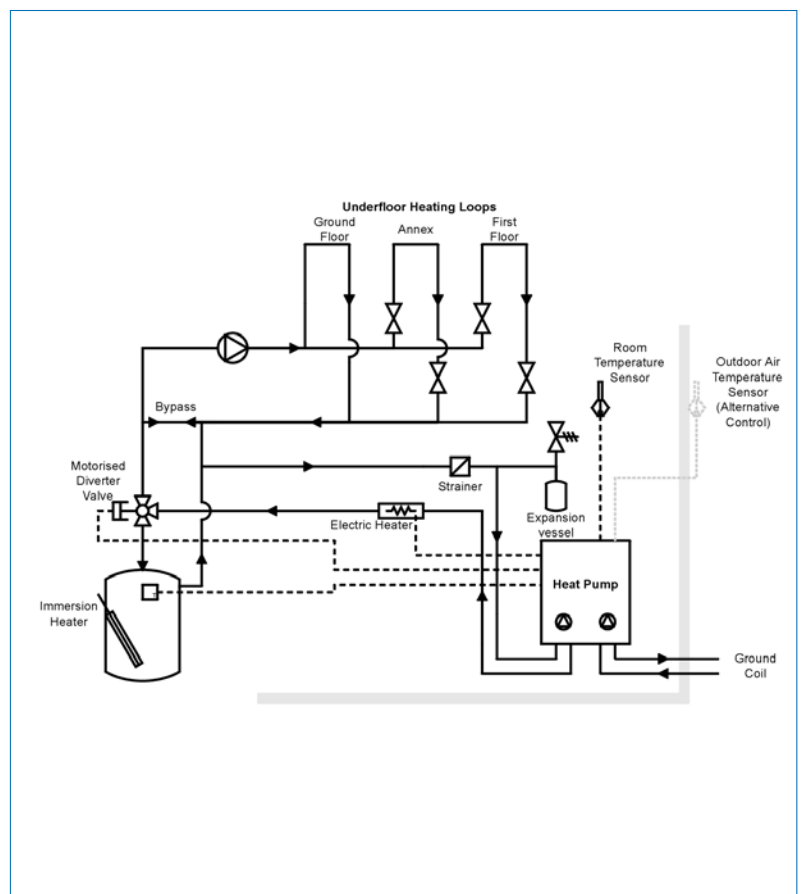 Underfloor Heating Loops
Ground
Floor
Annex
First
Floor
Room
Temperature
Sensor
Outdoor Air
Temperature
Sensor
(Alternative
Control)
Bypass
Motorised
Diverter
Valve
Strainer
Electric Heater
Expansion
vessel
Heat Pump
Immersion
Heater
Ground
Coil